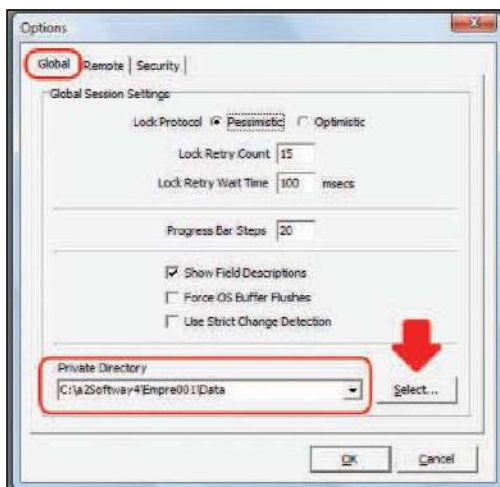 Options
Global Remote Security
Global Session Settings
Lock Protocol Pessimistic Optimistic
Lock Retry Count 15
Lock Retry Wait Time 100 msecs
Progress Bar Steps 20
Show Field Descriptions
Force OS Buffer Flushes
Use Strict Change Detection
Private Directory
C:\a2Softway4\Empre001\Data Select...
OK Cancel